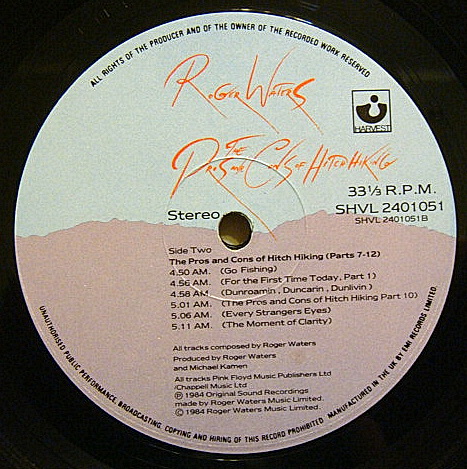 ALL RIGHTS OF THE PRODUCER AND OF THE OWNER OF THE RECORDED WORK RESERVED
ROGER WATERS
THE
PROS AND CONS OF HITCH HIKING
HARVEST
33⅓ R.P.M.
Stereo
SHVL 2401051
SHVL 2401051B
Side Two
The Pros and Cons of Hitch Hiking (Parts 7-12)
4.50 AM. (Go Fishing)
4.56 AM. (For the First Time Today, Part 1)
4.58 AM. (Dunroamin, Duncarin, Dunlivin)
5.01 AM. (The Pros and Cons of Hitch Hiking Part 10)
5.06 AM. (Every Strangers Eyes)
5.11 AM. (The Moment of Clarity)
All tracks composed by Roger Waters
Produced by Roger Waters
and Michael Kamen
All tracks Pink Floyd Music Publishers Ltd
/Chappell Music Ltd
Ⓟ 1984 Original Sound Recordings
made by Roger Waters Music Limited.
© 1984 Roger Waters Music Limited.
UNAUTHORISED PUBLIC PERFORMANCE, BROADCASTING, COPYING AND HIRING OF THIS RECORD PROHIBITED. MANUFACTURED IN THE UK BY EMI RECORDS LIMITED.